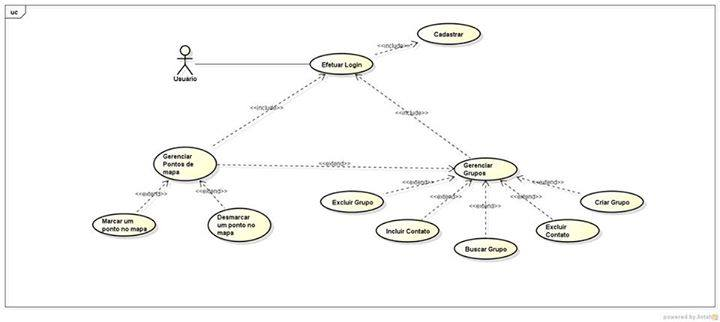 uc
Cadastrar
<<include>>
Efetuar Login
Usuário
<<include>>
<<include>>
Gerenciar
Pontos de
mapa
<<extend>>
Gerenciar
Grupos
<<extend>>
<<extend>>
<<extend>>
<<extend>>
<<extend>>
<<extend>>
<<extend>>
Marcar um
ponto no mapa
Desmarcar
um ponto no
mapa
Excluir Grupo
Incluir Contato
Buscar Grupo
Excluir
Contato
Criar Grupo
powered by Astah